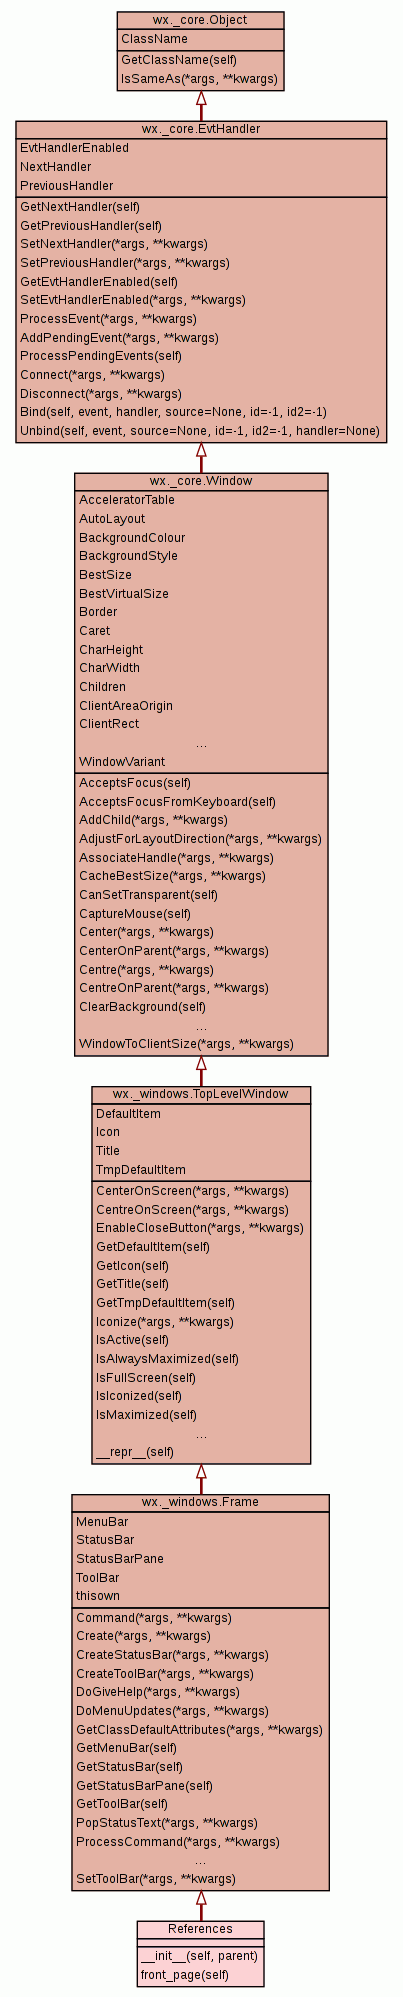 wx._core.Object
ClassName
GetClassName(self)
IsSameAs(*args, **kwargs)
wx._core.EvtHandler
EvtHandlerEnabled
NextHandler
PreviousHandler
GetNextHandler(self)
GetPreviousHandler(self)
SetNextHandler(*args, **kwargs)
SetPreviousHandler(*args, **kwargs)
GetEvtHandlerEnabled(self)
SetEvtHandlerEnabled(*args, **kwargs)
ProcessEvent(*args, **kwargs)
AddPendingEvent(*args, **kwargs)
ProcessPendingEvents(self)
Connect(*args, **kwargs)
Disconnect(*args, **kwargs)
Bind(self, event, handler, source=None, id=-1, id2=-1)
Unbind(self, event, source=None, id=-1, id2=-1, handler=None)
wx._core.Window
AcceleratorTable
AutoLayout
BackgroundColour
BackgroundStyle
BestSize
BestVirtualSize
Border
Caret
CharHeight
CharWidth
Children
ClientAreaOrigin
ClientRect
...
WindowVariant
AcceptsFocus(self)
AcceptsFocusFromKeyboard(self)
AddChild(*args, **kwargs)
AdjustForLayoutDirection(*args, **kwargs)
AssociateHandle(*args, **kwargs)
CacheBestSize(*args, **kwargs)
CanSetTransparent(self)
CaptureMouse(self)
Center(*args, **kwargs)
CenterOnParent(*args, **kwargs)
Centre(*args, **kwargs)
CentreOnParent(*args, **kwargs)
ClearBackground(self)
...
WindowToClientSize(*args, **kwargs)
wx._windows.TopLevelWindow
DefaultItem
Icon
Title
TmpDefaultItem
CenterOnScreen(*args, **kwargs)
CentreOnScreen(*args, **kwargs)
EnableCloseButton(*args, **kwargs)
GetDefaultItem(self)
GetIcon(self)
GetTitle(self)
GetTmpDefaultItem(self)
Iconize(*args, **kwargs)
IsActive(self)
IsAlwaysMaximized(self)
IsFullScreen(self)
IsIconized(self)
IsMaximized(self)
...
__repr__(self)
wx._windows.Frame
MenuBar
StatusBar
StatusBarPane
ToolBar
thisown
Command(*args, **kwargs)
Create(*args, **kwargs)
CreateStatusBar(*args, **kwargs)
CreateToolBar(*args, **kwargs)
DoGiveHelp(*args, **kwargs)
DoMenuUpdates(*args, **kwargs)
GetClassDefaultAttributes(*args, **kwargs)
GetMenuBar(self)
GetStatusBar(self)
GetStatusBarPane(self)
GetToolBar(self)
PopStatusText(*args, **kwargs)
ProcessCommand(*args, **kwargs)
...
SetToolBar(*args, **kwargs)
References
__init__(self, parent)
front_page(self)